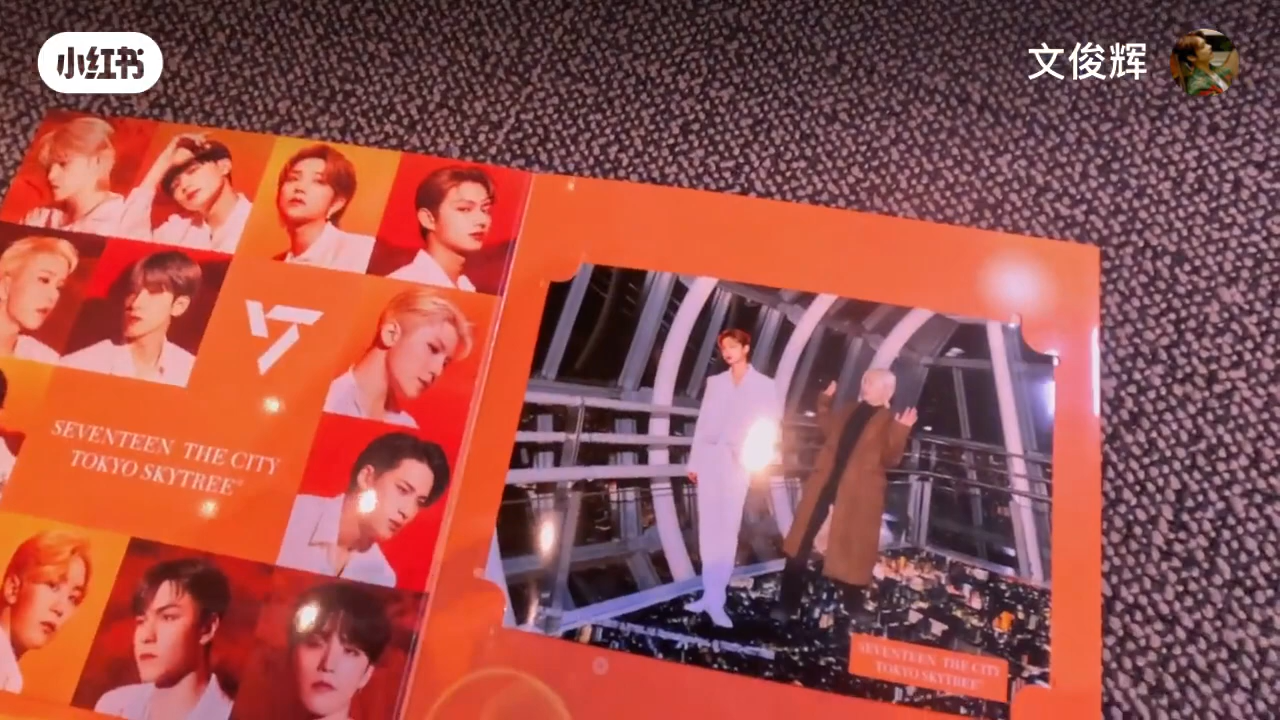 小红书
文俊辉
SEVENTEEN THE CITY
TOKYO SKYTREE®
SEVENTEEN THE CITY
TOKYO SKYTREE®